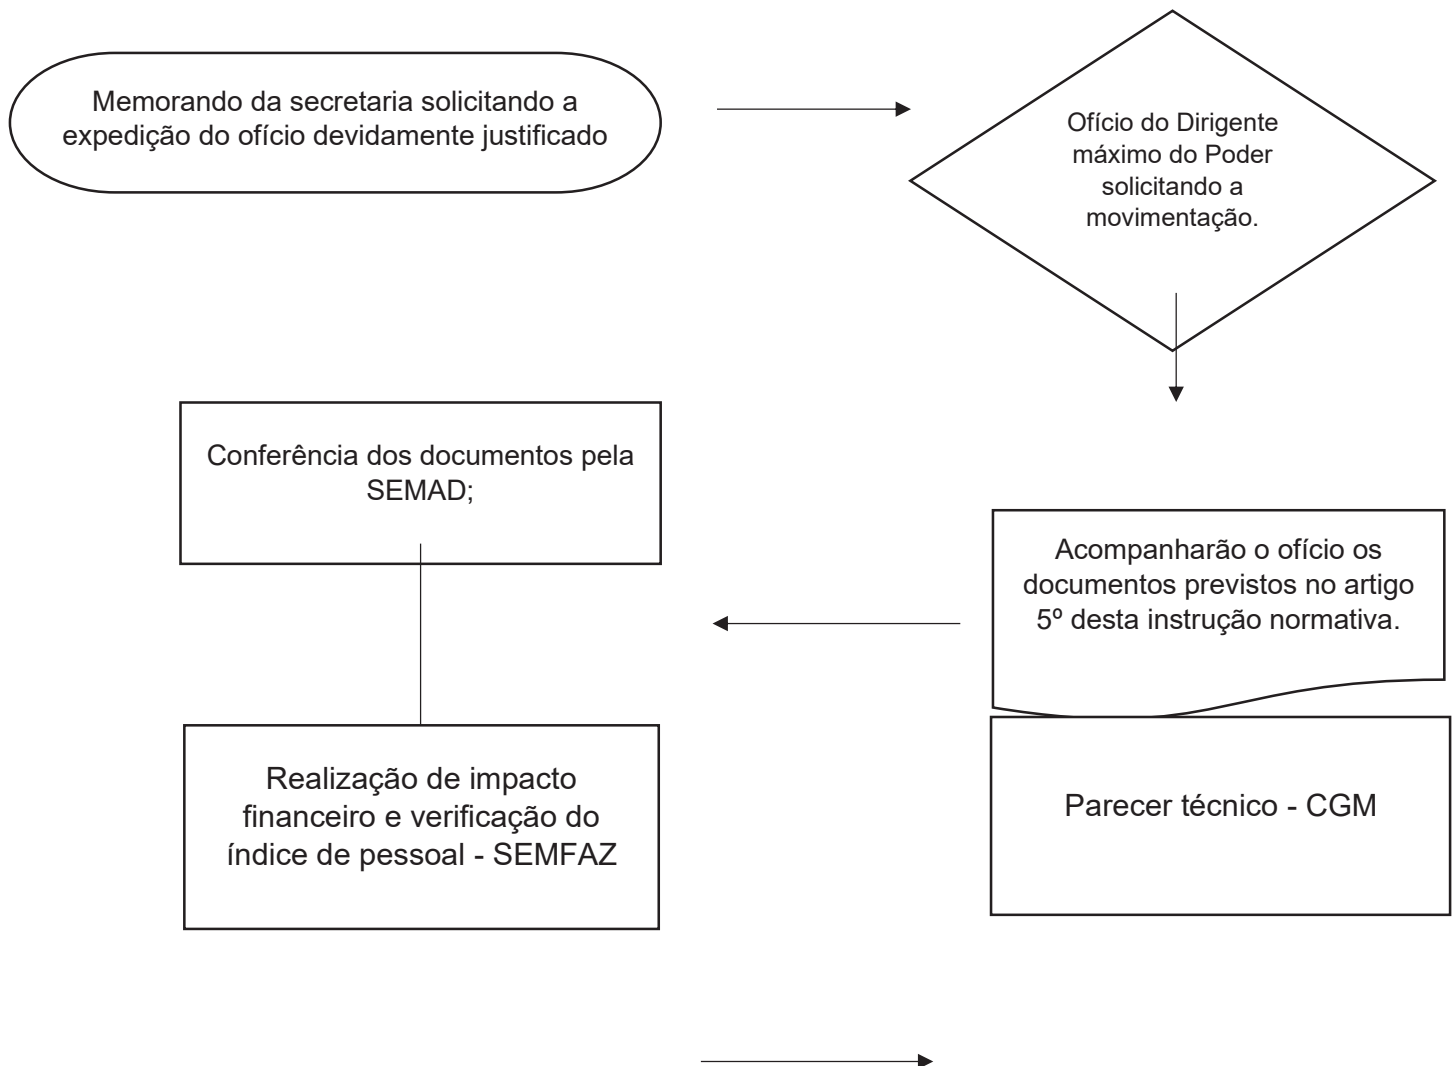 Memorando da secretaria solicitando a
expedição do ofício devidamente justificado
Ofício do Dirigente
máximo do Poder
solicitando a
movimentação.
Acompanharão o ofício os
documentos previstos no artigo
5º desta instrução normativa.
Conferência dos documentos pela
SEMAD;
Realização de impacto
financeiro e verificação do
índice de pessoal - SEMFAZ
Parecer técnico - CGM